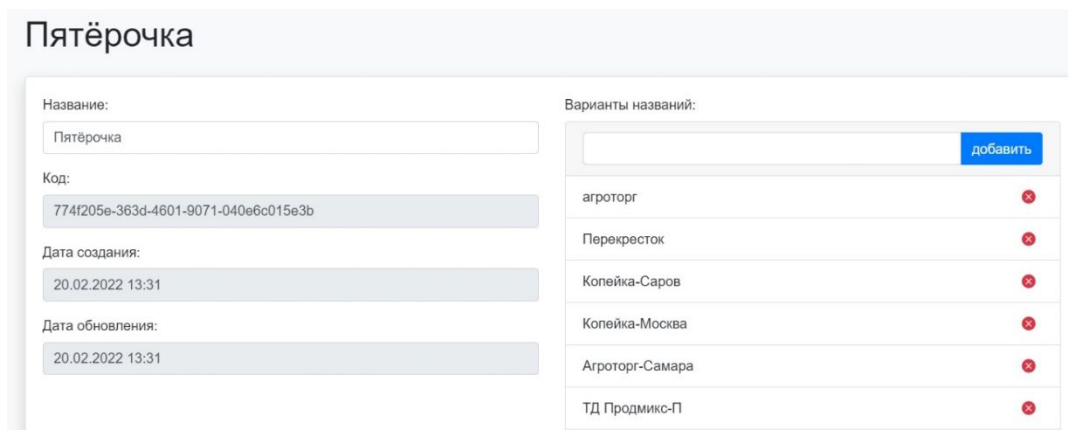 Пятёрочка
Название:
Пятёрочка
Код:
774f205e-363d-4601-9071-040e6c015e3b
Дата создания:
20.02.2022 13:31
Дата обновления:
20.02.2022 13:31
Варианты названий:
добавить
агроторг
Перекресток
Копейка-Саров
Копейка-Москва
Агроторг-Самара
ТД Продмикс-П